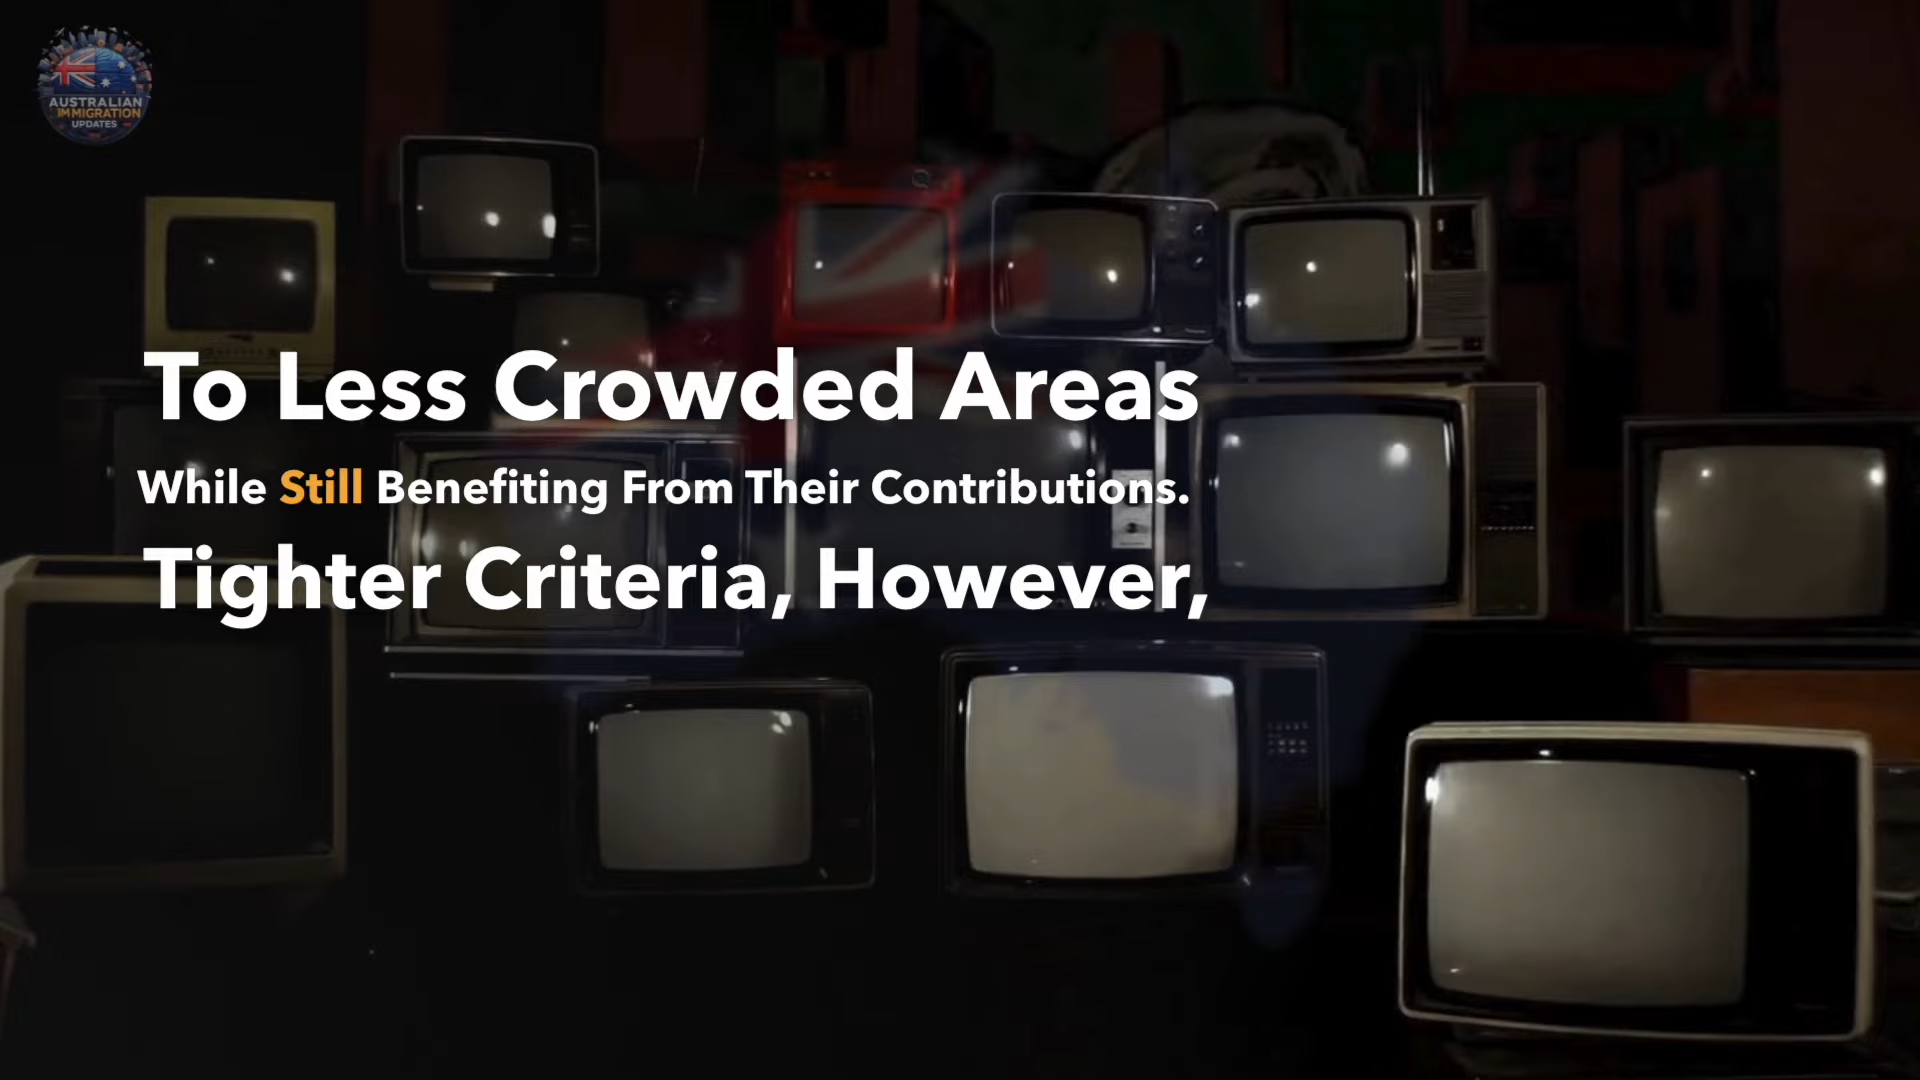 AUSTRALIAN
IMMIGRATION
UPDATES
To Less Crowded Areas
While Still Benefiting From Their Contributions.
Tighter Criteria, However,